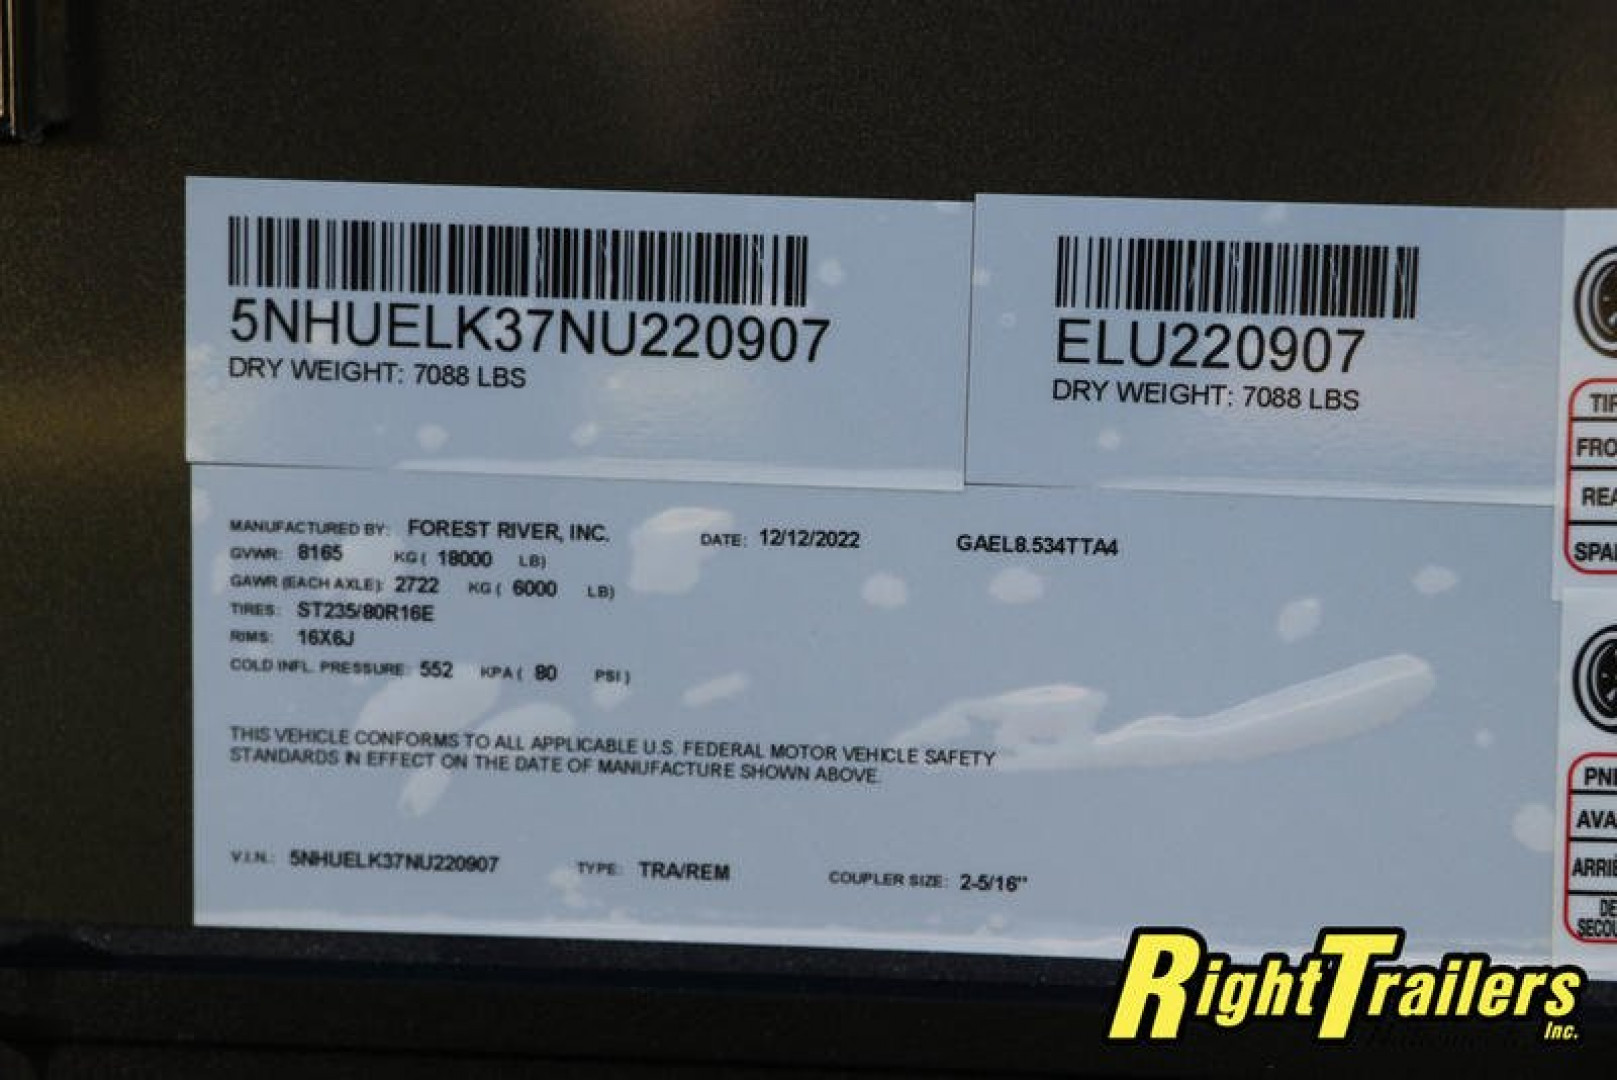 5NHUELK37NU220907
DRY WEIGHT: 7088 LBS
ELU220907
DRY WEIGHT: 7088 LBS
MANUFACTURED BY: FOREST RIVER, INC. DATE: 12/12/2022 GAEL8.534TTA4
GVWR: 8165 KG ( 18000 LB)
GAWR (EACH AXLE): 2722 KG ( 6000 LB)
TIRES: ST235/80R16E
RIMS: 16X6J
COLD INFL. PRESSURE: 552 KPA ( 80 PSI )
THIS VEHICLE CONFORMS TO ALL APPLICABLE U.S. FEDERAL MOTOR VEHICLE SAFETY
STANDARDS IN EFFECT ON THE DATE OF MANUFACTURE SHOWN ABOVE.
V.I.N.: 5NHUELK37NU220907 TYPE: TRA/REM COUPLER SIZE: 2-5/16"
RightTrailers
Inc.